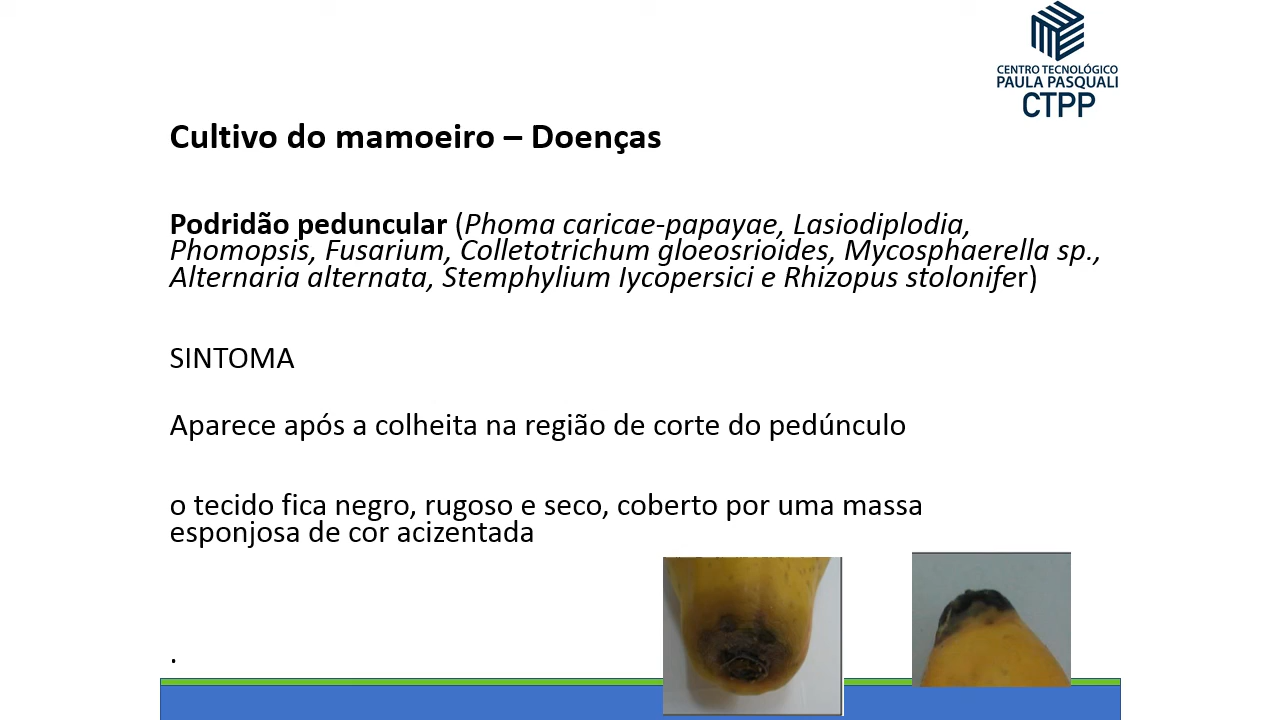 CENTRO TECNOLÓGICO
PAULA PASQUALI
CTPP
Cultivo do mamoeiro – Doenças
Podridão peduncular (Phoma caricae-papayae, Lasiodiplodia,
Phomopsis, Fusarium, Colletotrichum gloeosrioides, Mycosphaerella sp.,
Alternaria alternata, Stemphylium Iycopersici e Rhizopus stolonifer)
SINTOMA
Aparece após a colheita na região de corte do pedúnculo
o tecido fica negro, rugoso e seco, coberto por uma massa
esponjosa de cor acizentada
.